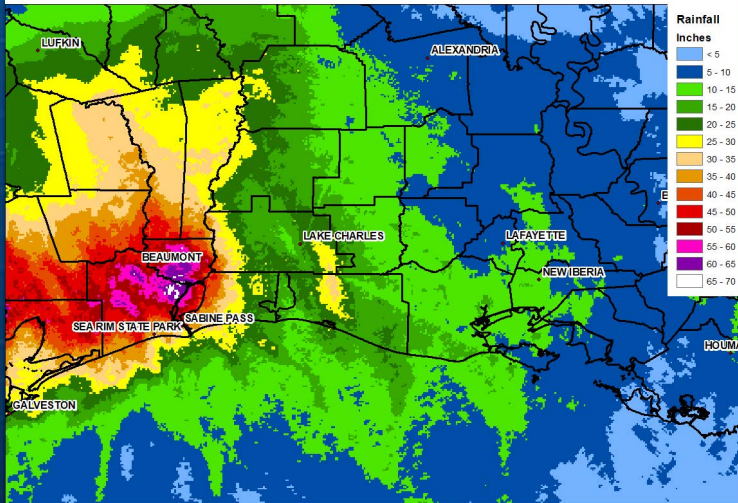 LUFKIN
ALEXANDRIA
LAKE CHARLES
LAFAYETTE
BEAUMONT
NEW IBERIA
SABINE PASS
SEA RIM STATE PARK
HOUMA
GALVESTON
Rainfall
Inches
< 5
5 - 10
10 - 15
15 - 20
20 - 25
25 - 30
30 - 35
35 - 40
40 - 45
45 - 50
50 - 55
55 - 60
60 - 65
65 - 70